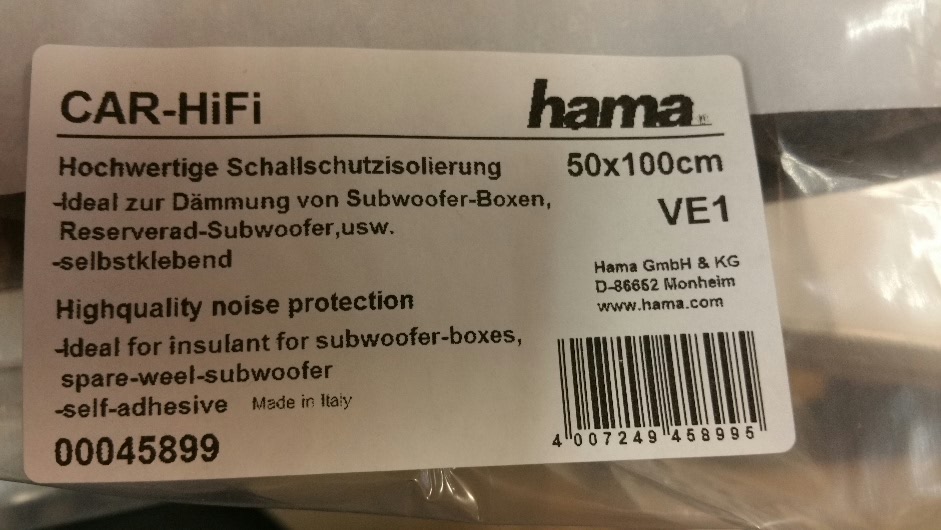 CAR-HiFi
hama®
Hochwertige Schallschutzisolierung
50x100cm
-Ideal zur Dämmung von Subwoofer-Boxen,
Reserverad-Subwoofer,usw.
-selbstklebend
VE1
Hama GmbH & KG
D-86652 Monheim
www.hama.com
Highquality noise protection
-Ideal for insulant for subwoofer-boxes,
spare-weel-subwoofer
-self-adhesive Made in Italy
00045899
4 007249 458995